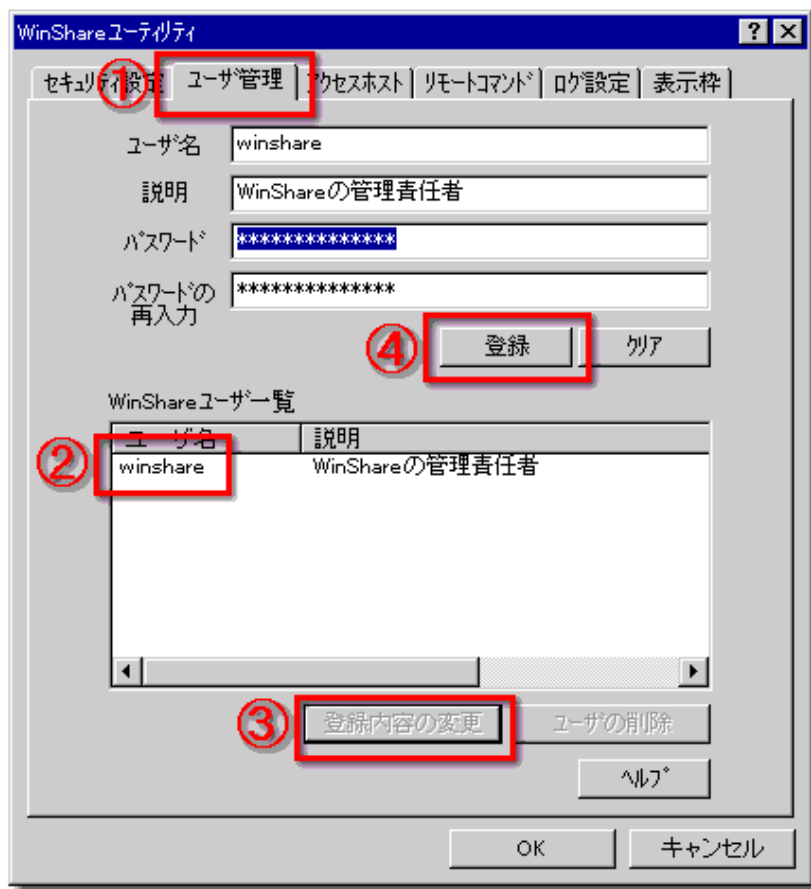 WinShareユーティリティ
① セキュリティ設定 ユーザ管理 アクセスホスト リモートコマンド ログ設定 表示枠
ユーザ名 winshare
説明 WinShareの管理責任者
パスワード **************
パスワードの
再入力 **************
④ 登録 クリア
WinShareユーザ一覧
ユーザ名 説明
② winshare WinShareの管理責任者
③ 登録内容の変更 ユーザの削除
ヘルプ
OK キャンセル